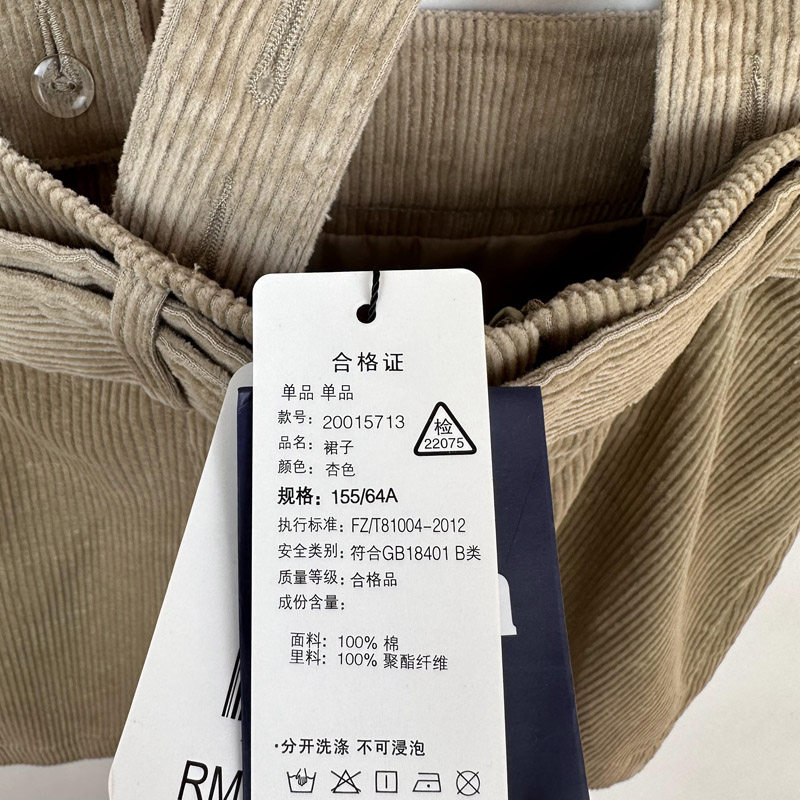 合格证
单品 单品
款号: 20015713
检
22075
品名: 裙子
颜色: 杏色
规格: 155/64A
执行标准: FZ/T81004-2012
安全类别: 符合GB18401 B类
质量等级: 合格品
成份含量:
面料: 100% 棉
里料: 100% 聚酯纤维
·分开洗涤 不可浸泡
RM